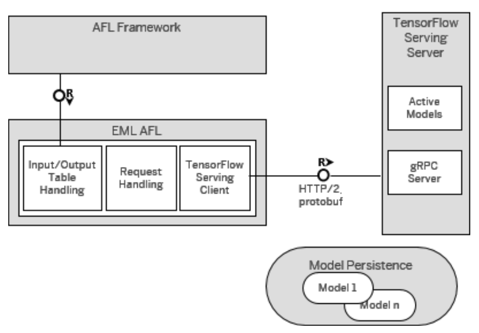 AFL Framework
TensorFlow
Serving
Server
R
Active
Models
EML AFL
Input/Output
Table
Handling
Request
Handling
TensorFlow
Serving
Client
R
HTTP/2,
protobuf
gRPC
Server
Model Persistence
Model 1
Model n